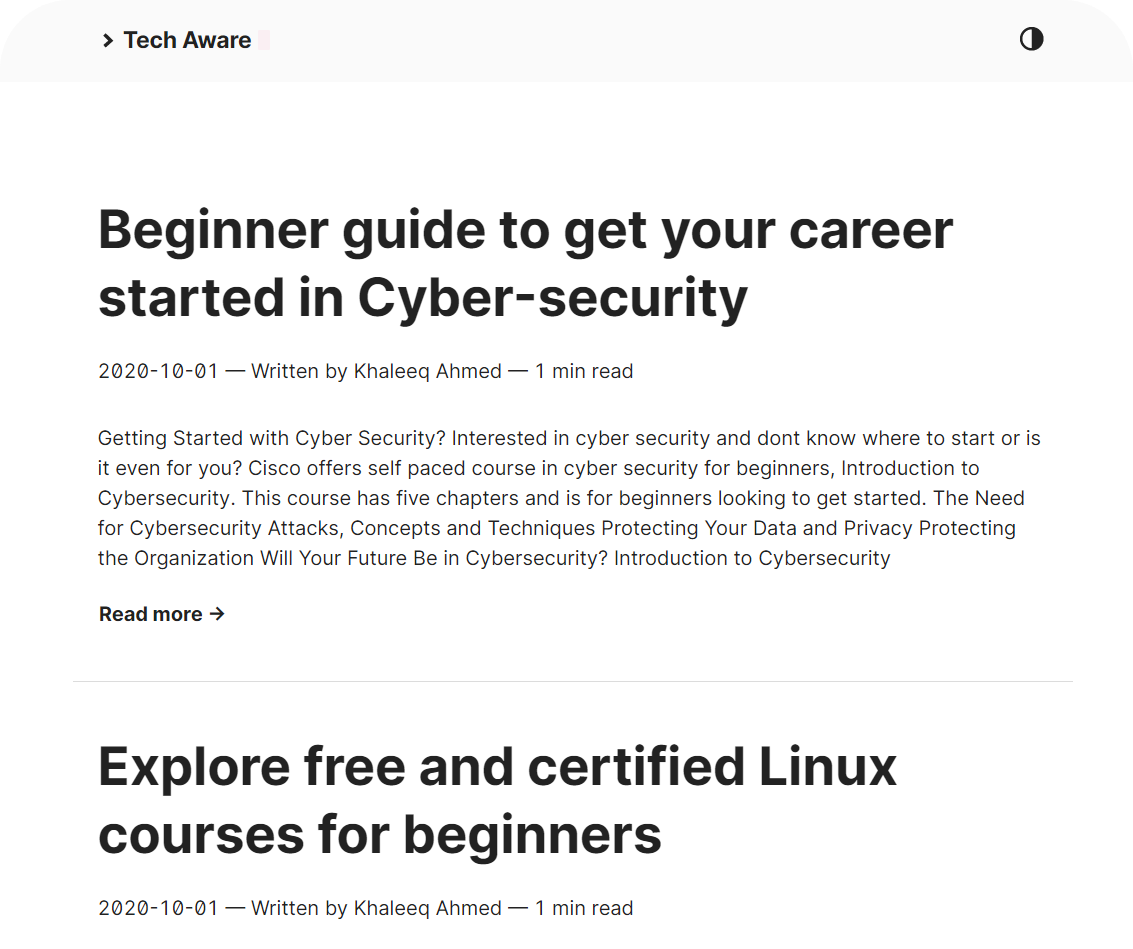 Tech Aware
Beginner guide to get your career
started in Cyber-security
2020-10-01 — Written by Khaleeq Ahmed — 1 min read
Getting Started with Cyber Security? Interested in cyber security and dont know where to start or is
it even for you? Cisco offers self paced course in cyber security for beginners, Introduction to
Cybersecurity. This course has five chapters and is for beginners looking to get started. The Need
for Cybersecurity Attacks, Concepts and Techniques Protecting Your Data and Privacy Protecting
the Organization Will Your Future Be in Cybersecurity? Introduction to Cybersecurity
Read more →
Explore free and certified Linux
courses for beginners
2020-10-01 — Written by Khaleeq Ahmed — 1 min read